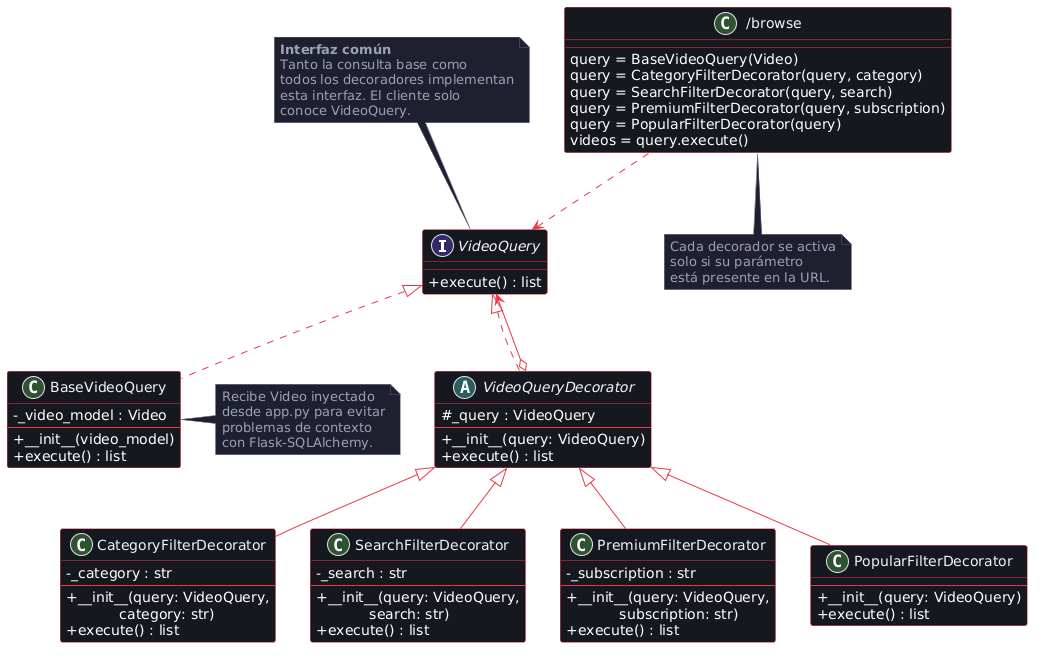 Interfaz común
Tanto la consulta base como
todos los decoradores implementan
esta interfaz. El cliente solo
conoce VideoQuery.
C /browse
query = BaseVideoQuery(Video)
query = CategoryFilterDecorator(query, category)
query = SearchFilterDecorator(query, search)
query = PremiumFilterDecorator(query, subscription)
query = PopularFilterDecorator(query)
videos = query.execute()
I VideoQuery
+execute() : list
Cada decorador se activa
solo si su parámetro
está presente en la URL.
C BaseVideoQuery
-_video_model : Video
+__init__(video_model)
+execute() : list
Recibe Video inyectado
desde app.py para evitar
problemas de contexto
con Flask-SQLAlchemy.
A VideoQueryDecorator
#_query : VideoQuery
+__init__(query: VideoQuery)
+execute() : list
C CategoryFilterDecorator
-_category : str
+__init__(query: VideoQuery,
category: str)
+execute() : list
C SearchFilterDecorator
-_search : str
+__init__(query: VideoQuery,
search: str)
+execute() : list
C PremiumFilterDecorator
-_subscription : str
+__init__(query: VideoQuery,
subscription: str)
+execute() : list
C PopularFilterDecorator
+__init__(query: VideoQuery)
+execute() : list